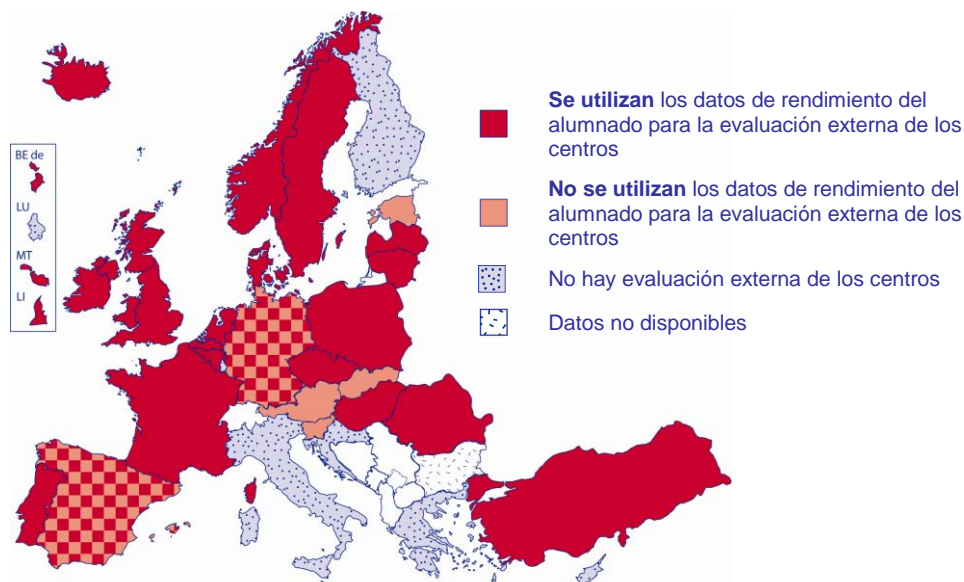 Se utilizan los datos de rendimiento del
alumnado para la evaluación externa de los
centros
No se utilizan los datos de rendimiento del
alumnado para la evaluación externa de los
centros
No hay evaluación externa de los centros
Datos no disponibles
BE de
LU
MT
LI